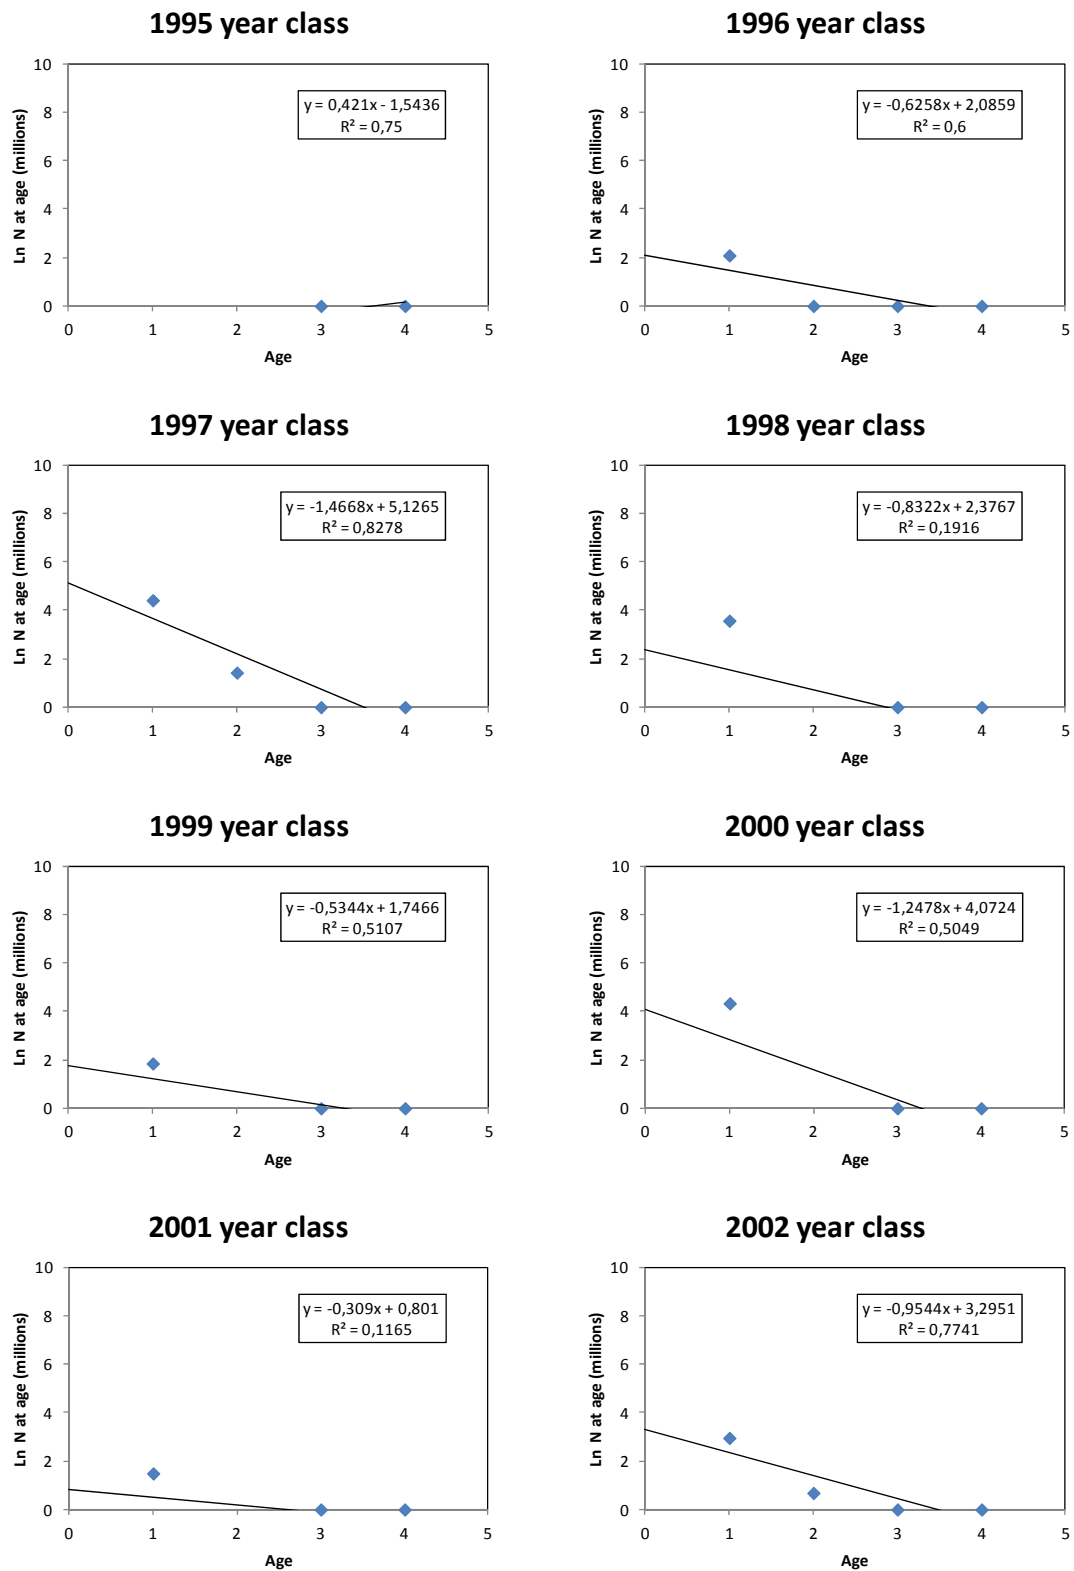 1995 year class
10
8
6
4
2
0
Ln N at age (millions)
y = 0,421x - 1,5436
R² = 0,75
0 1 2 3 4 5
Age
1996 year class
10
8
6
4
2
0
Ln N at age (millions)
y = -0,6258x + 2,0859
R² = 0,6
0 1 2 3 4 5
Age
1997 year class
10
8
6
4
2
0
Ln N at age (millions)
y = -1,4668x + 5,1265
R² = 0,8278
0 1 2 3 4 5
Age
1998 year class
10
8
6
4
2
0
Ln N at age (millions)
y = -0,8322x + 2,3767
R² = 0,1916
0 1 2 3 4 5
Age
1999 year class
10
8
6
4
2
0
Ln N at age (millions)
y = -0,5344x + 1,7466
R² = 0,5107
0 1 2 3 4 5
Age
2000 year class
10
8
6
4
2
0
Ln N at age (millions)
y = -1,2478x + 4,0724
R² = 0,5049
0 1 2 3 4 5
Age
2001 year class
10
8
6
4
2
0
Ln N at age (millions)
y = -0,309x + 0,801
R² = 0,1165
0 1 2 3 4 5
Age
2002 year class
10
8
6
4
2
0
Ln N at age (millions)
y = -0,9544x + 3,2951
R² = 0,7741
0 1 2 3 4 5
Age